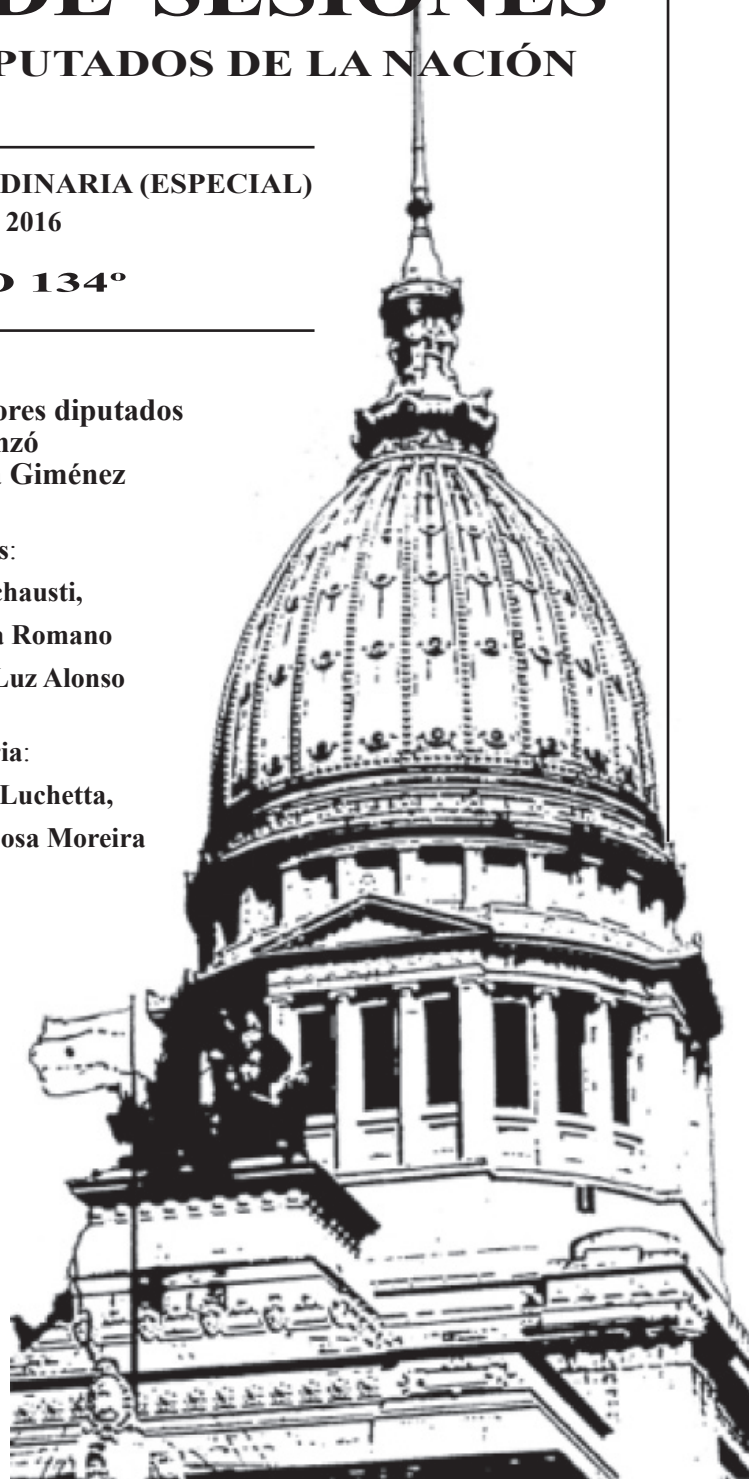 DE SESIONES
PUTADOS DE LA NACIÓN
DINARIA (ESPECIAL)
2016
O 134º
ores diputados
nzó
Giménez
s:
chausti,
a Romano
Luz Alonso
ria:
Luchetta,
osa Moreira